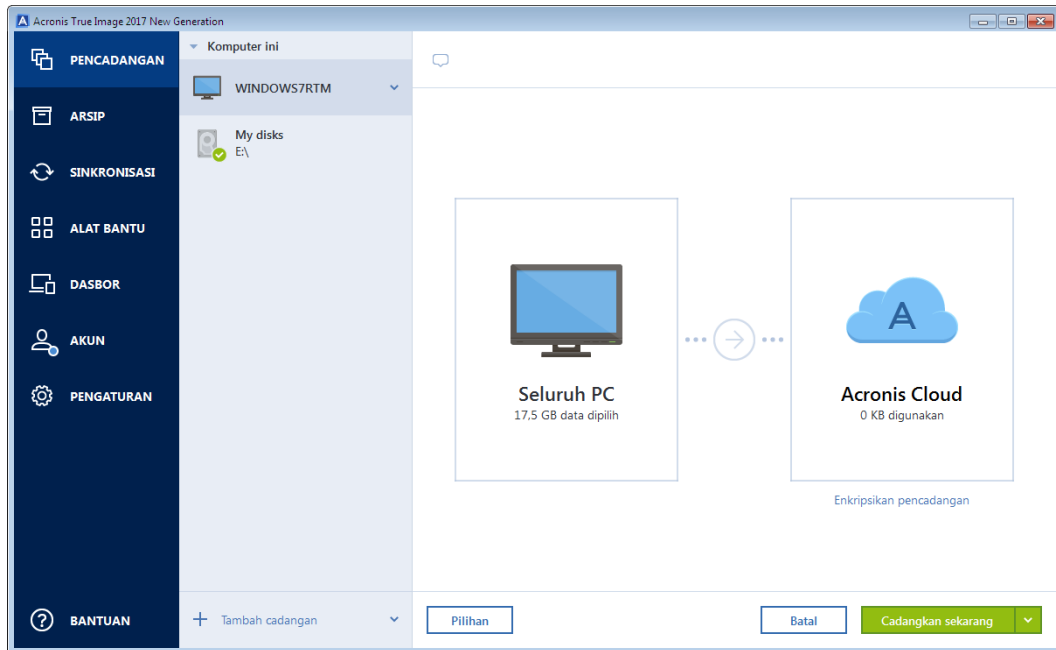 Acronis True Image 2017 New Generation
PENCADANGAN
ARSIP
SINKRONISASI
ALAT BANTU
DASBOR
AKUN
PENGATURAN
BANTUAN
Komputer ini
WINDOWS7RTM
My disks
E:\
Tambah cadangan
Seluruh PC
17,5 GB data dipilih
Acronis Cloud
0 KB digunakan
Enkripsikan pencadangan
Pilihan
Batal
Cadangkan sekarang